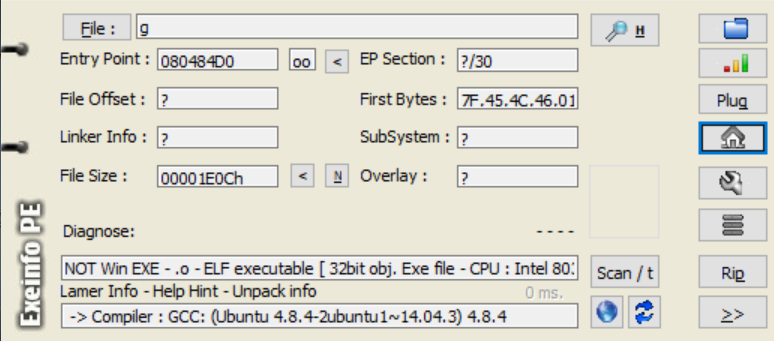 File : g H
Entry Point : 080484D0 oo < EP Section : ?/30
File Offset : ? First Bytes : 7F.45.4C.46.01 Plug
Linker Info : ? SubSystem : ?
File Size : 00001E0Ch < N Overlay : ?
Diagnose: - - - -
NOT Win EXE - .o - ELF executable [ 32bit obj. Exe file - CPU : Intel 80: Scan / t Rip
Lamer Info - Help Hint - Unpack info 0 ms.
-> Compiler : GCC: (Ubuntu 4.8.4-2ubuntu1~14.04.3) 4.8.4 >>
Exeinfo PE